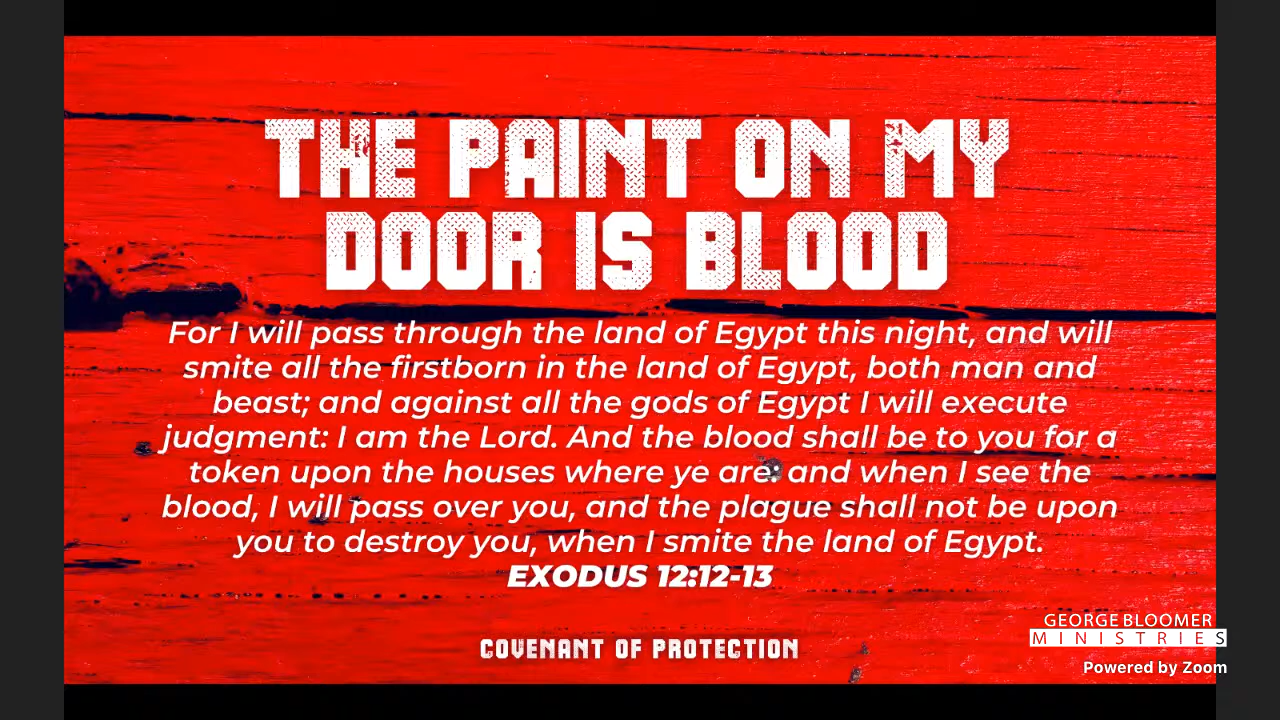 THE PAINT ON MY
DOOR IS BLOOD
For I will pass through the land of Egypt this night, and will
smite all the firstborn in the land of Egypt, both man and
beast; and against all the gods of Egypt I will execute
judgment: I am the Lord. And the blood shall be to you for a
token upon the houses where ye are: and when I see the
blood, I will pass over you, and the plague shall not be upon
you to destroy you, when I smite the land of Egypt.
EXODUS 12:12-13
COVENANT OF PROTECTION
GEORGE BLOOMER
MINISTRIES
Powered by Zoom